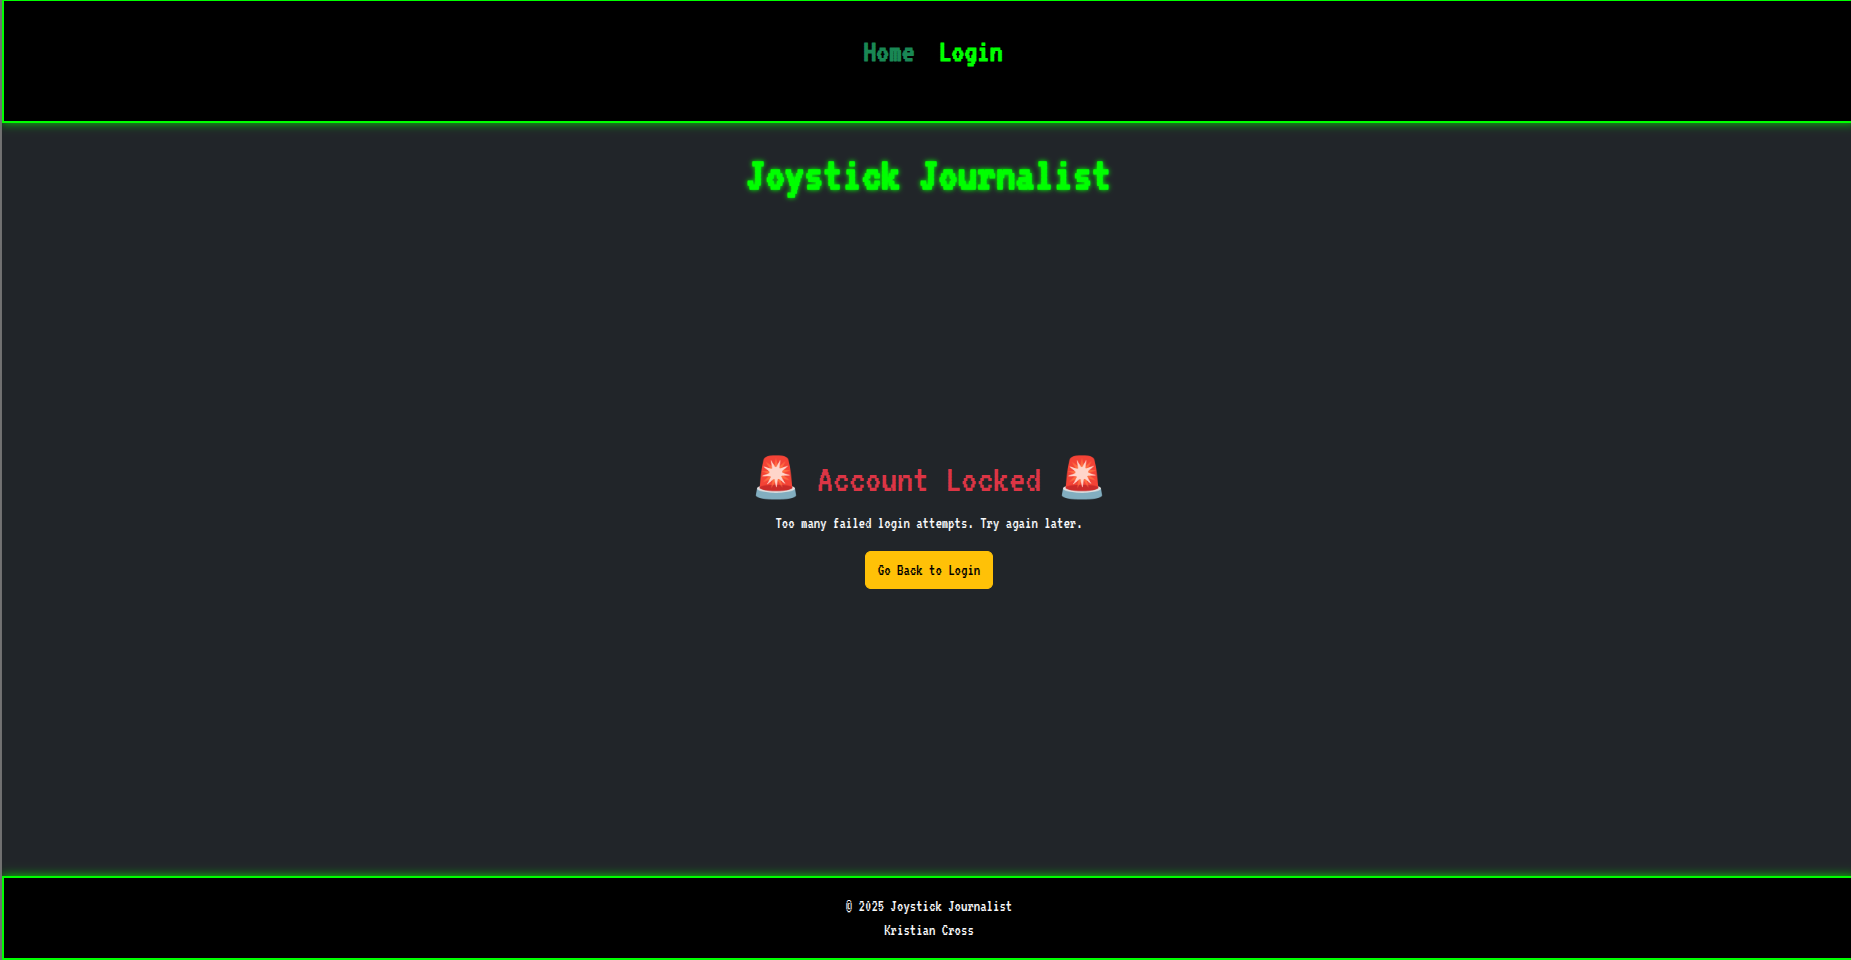 Home Login
Joystick Journalist
🚨 Account Locked 🚨
Too many failed login attempts. Try again later.
Go Back to Login
© 2025 Joystick Journalist
Kristian Cross